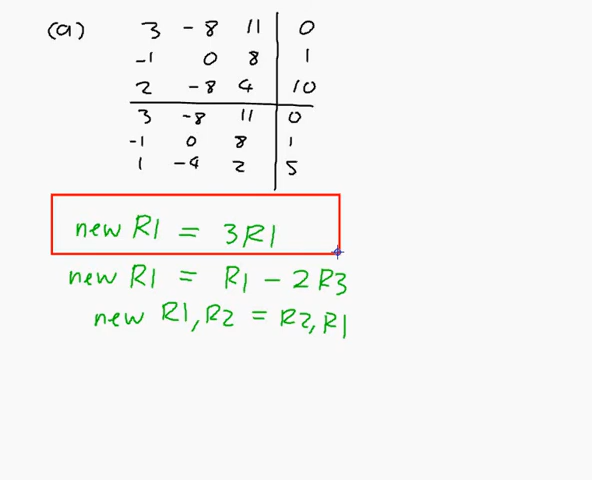 (a) 3 -8 11 0
-1 0 8 1
2 -8 4 10
3 -8 11 0
-1 0 8 1
1 -4 2 5
new R1 = 3R1
new R1 = R1 - 2R3
new R1, R2 = R2, R1